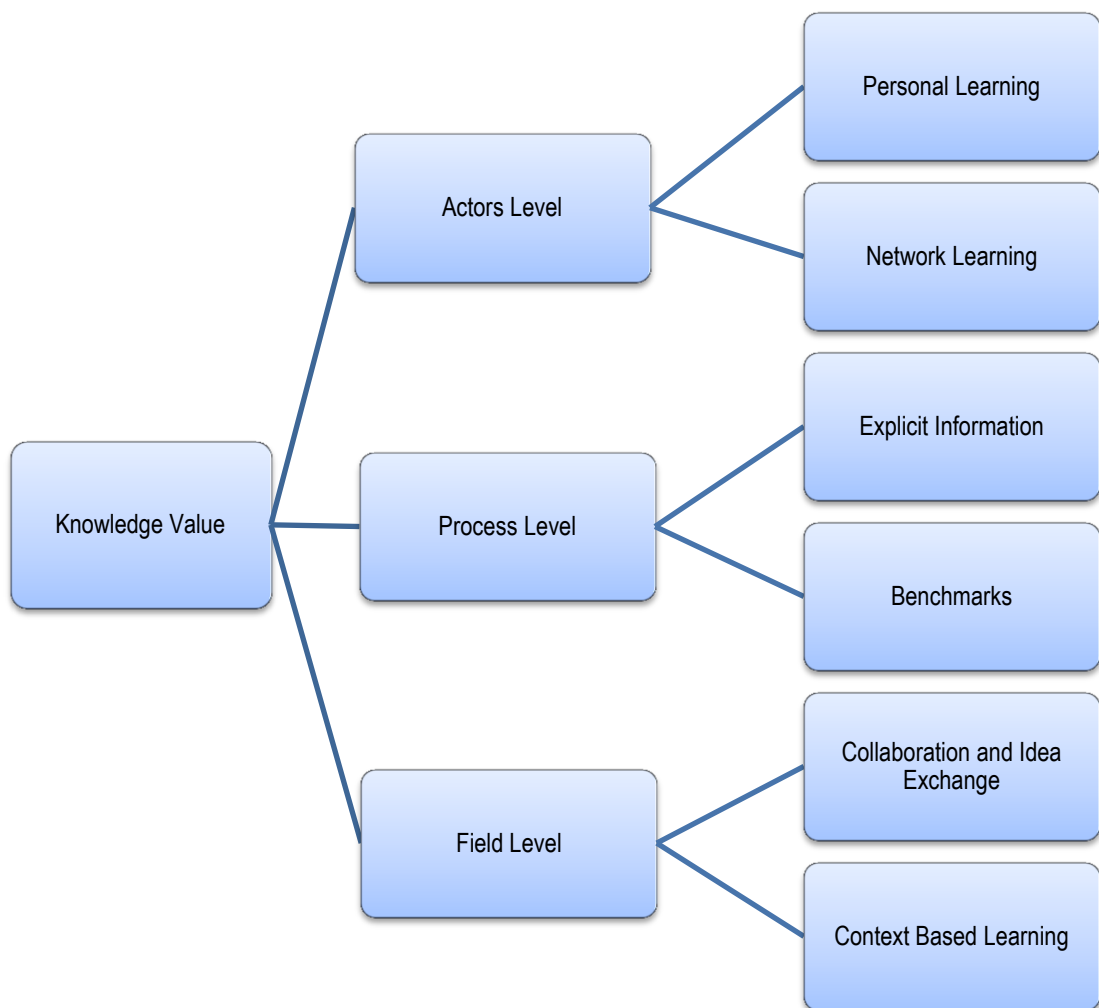 Personal Learning
Actors Level
Network Learning
Explicit Information
Knowledge Value
Process Level
Benchmarks
Collaboration and Idea
Exchange
Field Level
Context Based Learning